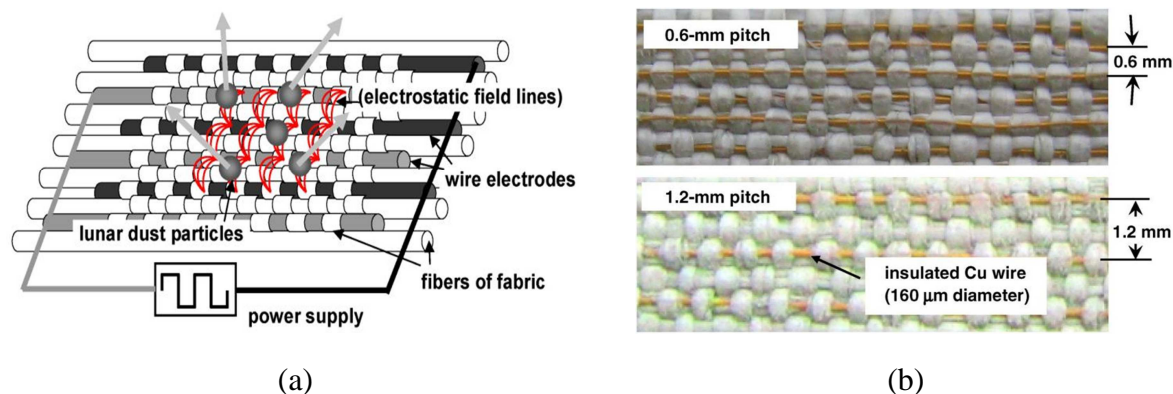 (electrostatic field lines)
wire electrodes
lunar dust particles
fibers of fabric
power supply
(a)
0.6-mm pitch
0.6 mm
1.2-mm pitch
1.2 mm
insulated Cu wire
(160 µm diameter)
(b)